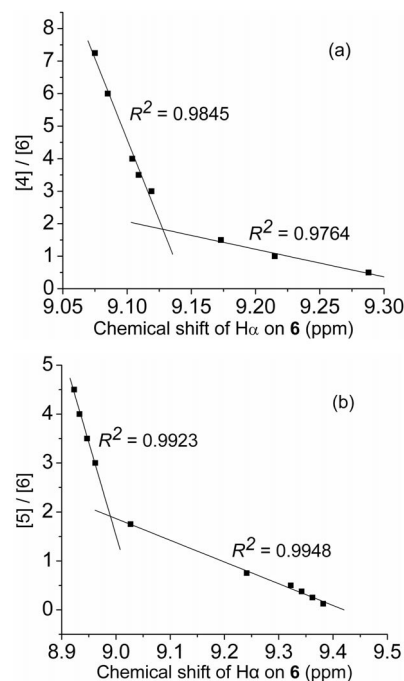 (a)
8
7
6
5
4
3
2
1
0
[4] / [6]
R² = 0.9845
R² = 0.9764
9.05 9.10 9.15 9.20 9.25 9.30
Chemical shift of Hα on 6 (ppm)
(b)
5
4
3
2
1
0
[5] / [6]
R² = 0.9923
R² = 0.9948
8.9 9.0 9.1 9.2 9.3 9.4 9.5
Chemical shift of Hα on 6 (ppm)